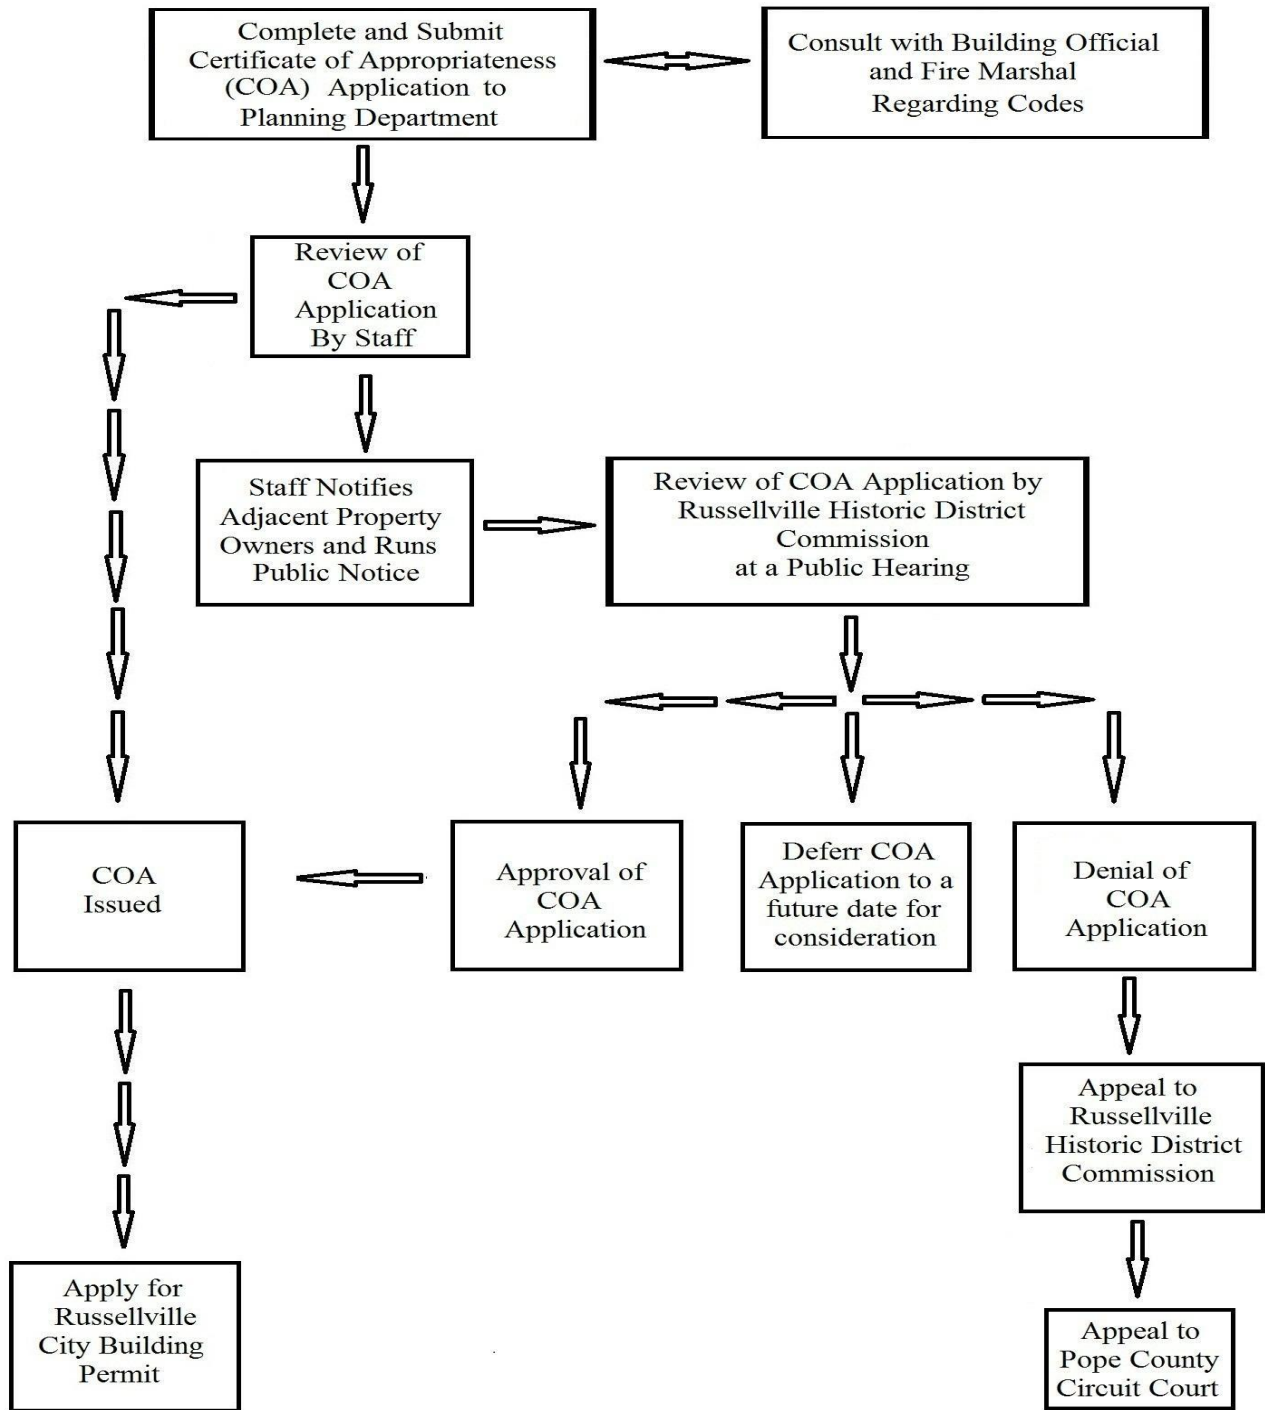 Complete and Submit
Certificate of Appropriateness
(COA) Application to
Planning Department
Consult with Building Official
and Fire Marshal
Regarding Codes
Review of
COA
Application
By Staff
Staff Notifies
Adjacent Property
Owners and Runs
Public Notice
Review of COA Application by
Russellville Historic District
Commission
at a Public Hearing
COA
Issued
Approval of
COA
Application
Deferr COA
Application to a
future date for
consideration
Denial of
COA
Application
Appeal to
Russellville
Historic District
Commission
Apply for
Russellville
City Building
Permit
Appeal to
Pope County
Circuit Court